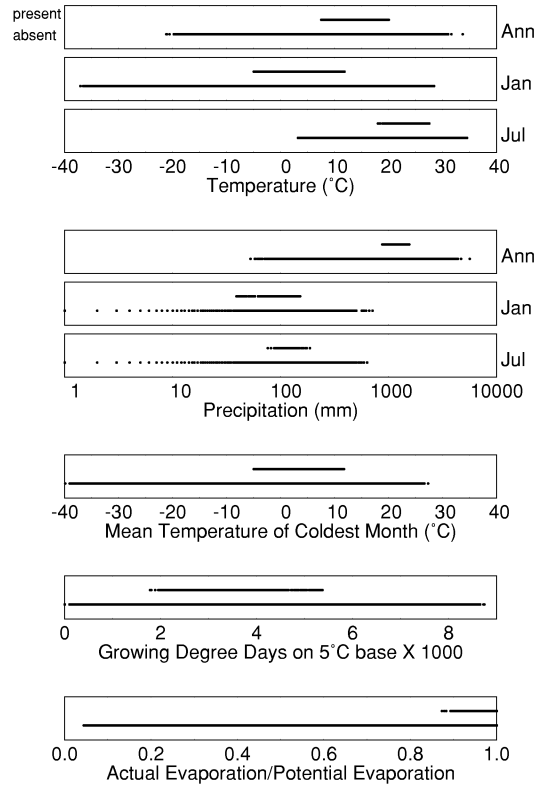 present
absent
Ann
Jan
Jul
-40 -20 -10 0 10 20 30 40
Temperature (˚C)
Ann
Jan
Jul
1 10 100 1000 10000
Precipitation (mm)
-40 -20 -10 0 10 20 30 40
Mean Temperature of Coldest Month (˚C)
0 2 4 6 8
Growing Degree Days on 5˚C base X 1000
0.0 0.2 0.4 0.6 0.8 1.0
Actual Evaporation/Potential Evaporation